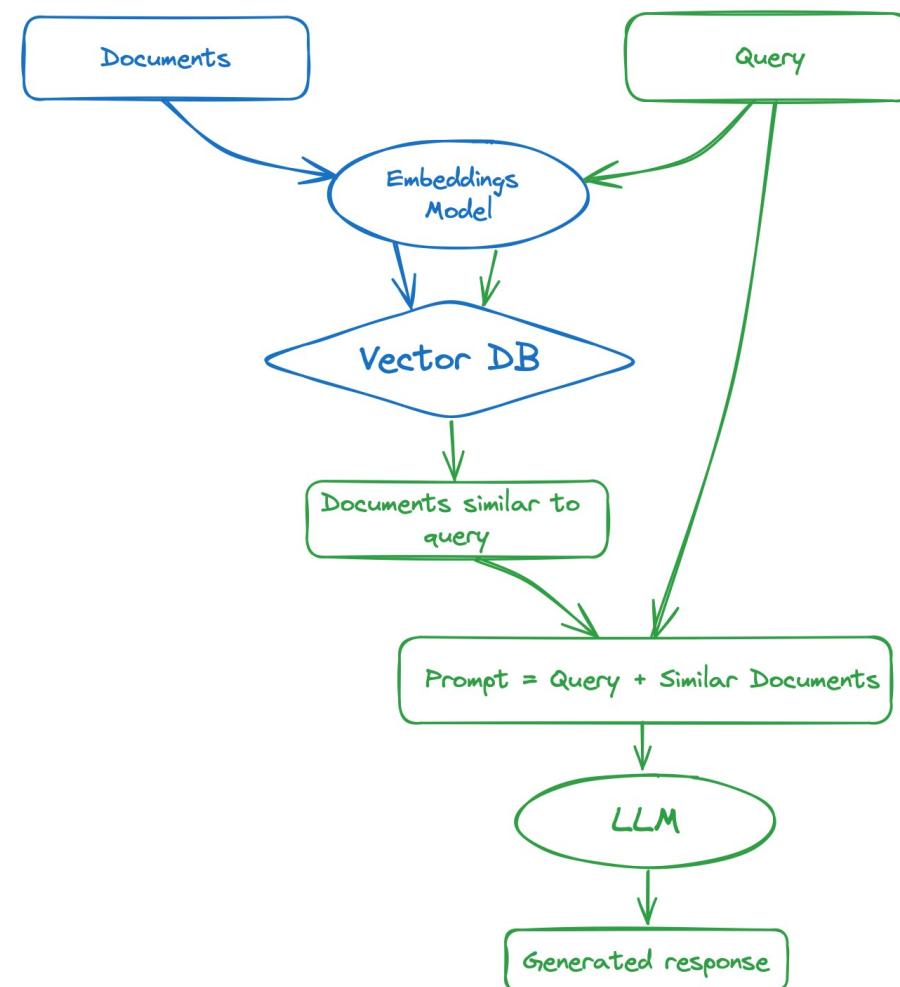 Documents
Query
Embeddings
Model
Vector DB
Documents similar to
query
Prompt = Query + Similar Documents
LLM
Generated response